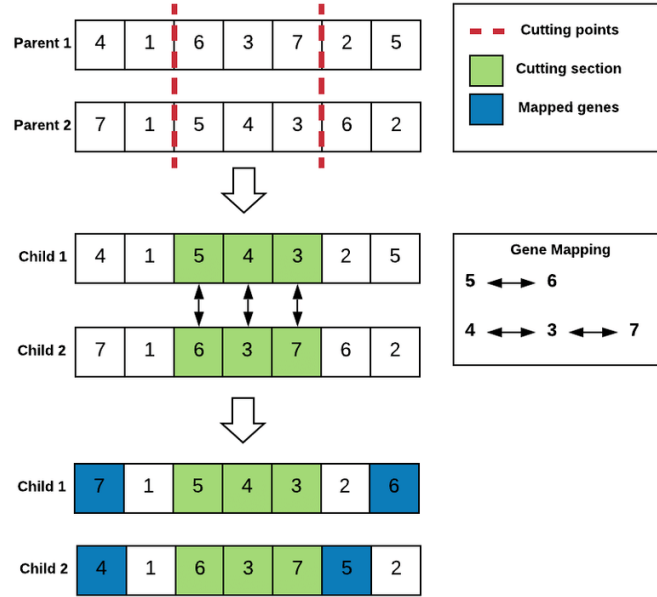 Parent 1 4 1 6 3 7 2 5
Parent 2 7 1 5 4 3 6 2
Cutting points
Cutting section
Mapped genes
Child 1 4 1 5 4 3 2 5
Child 2 7 1 6 3 7 6 2
Gene Mapping
5 6
4 3 7
Child 1 7 1 5 4 3 2 6
Child 2 4 1 6 3 7 5 2